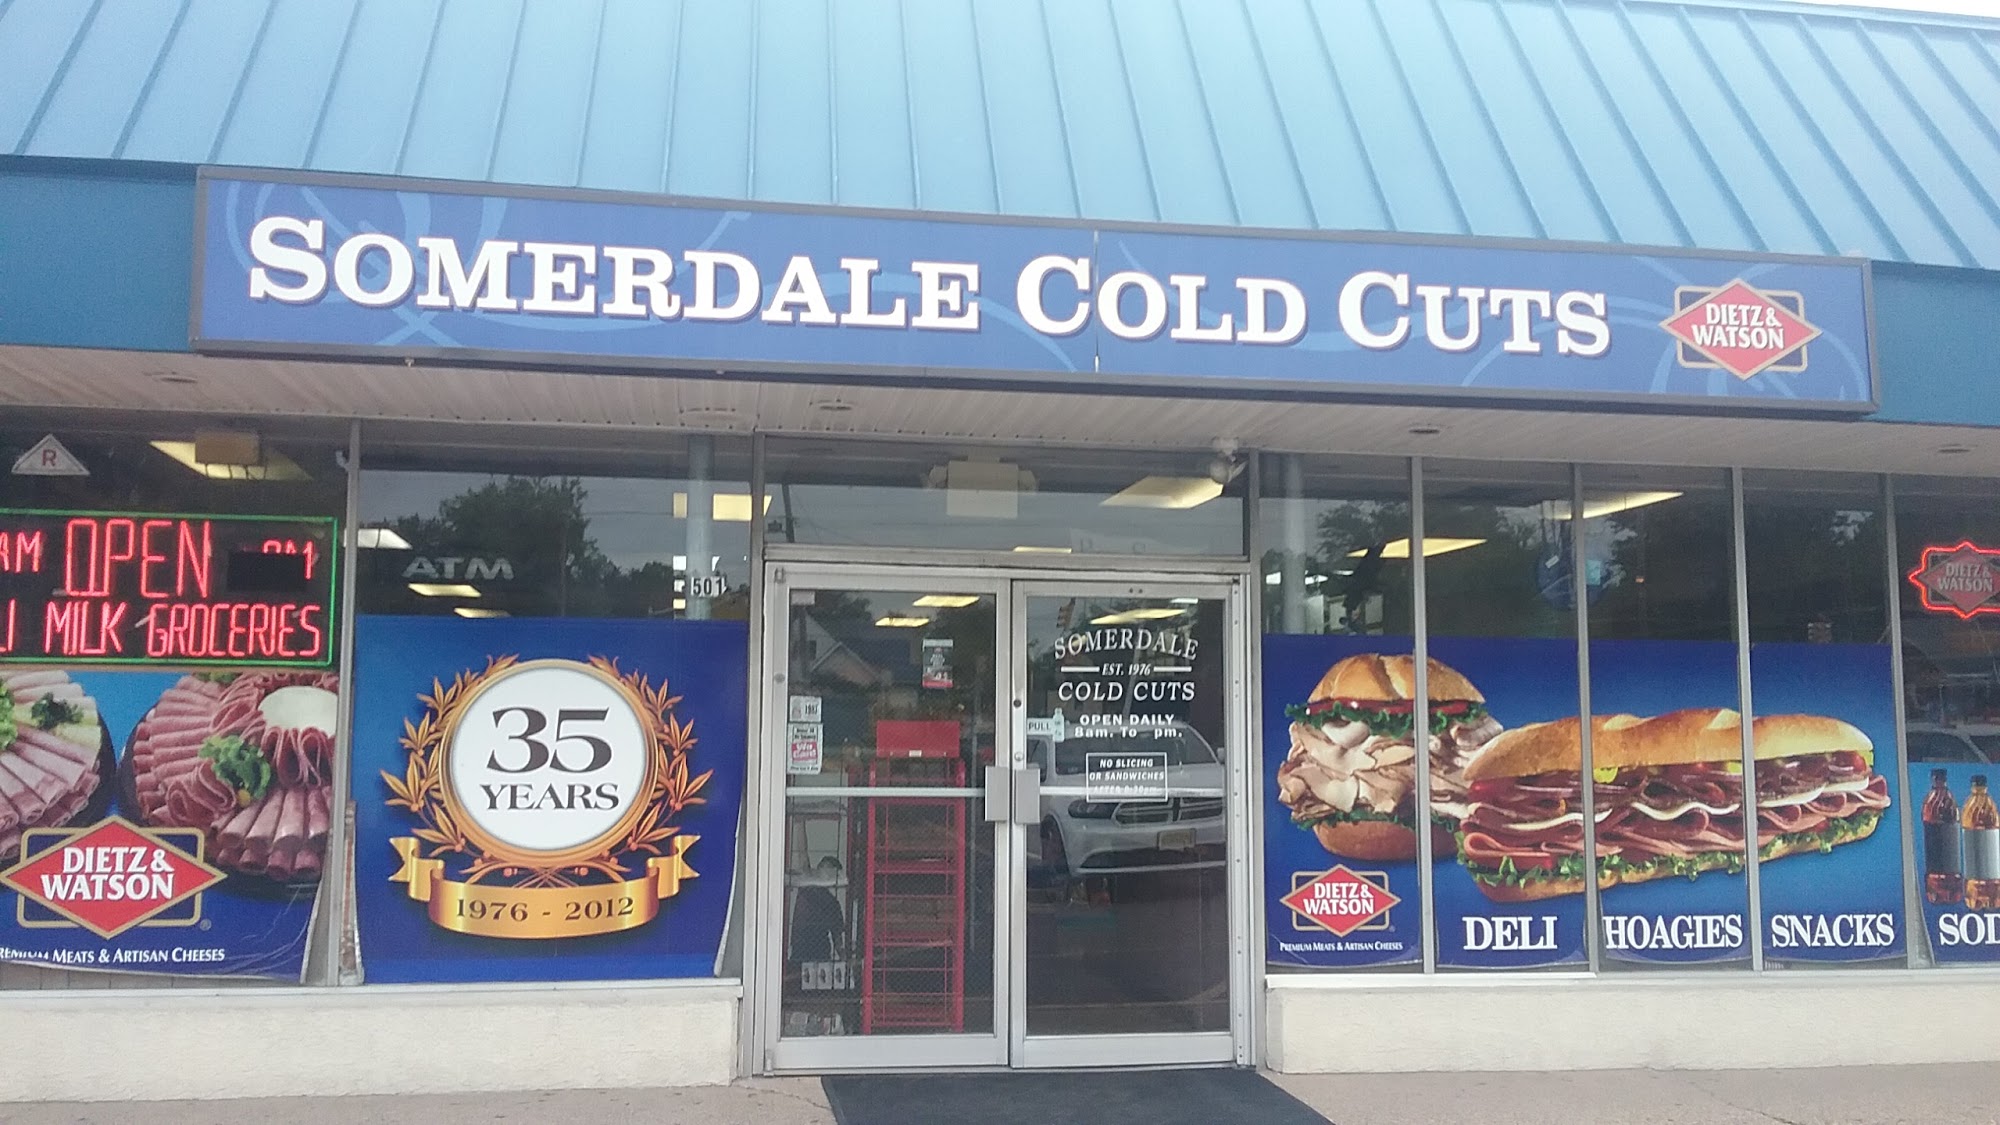 SOMERDALE COLD CUTS
DIETZ &
WATSON
R
AM OPEN
MILK GROCERIES
DIETZ &
WATSON
MEATS & ARTISAN CHEESES
ATM
501
35
YEARS
1976 - 2012
SOMERDALE
EST. 1976
COLD CUTS
OPEN DAILY
8am. To pm.
PULL
NO SLICING
OR SANDWICHES
DIETZ &
WATSON
PREMIUM MEATS & ARTISAN CHEESES
DELI
HOAGIES
SNACKS
SOD
DIETZ &
WATSON